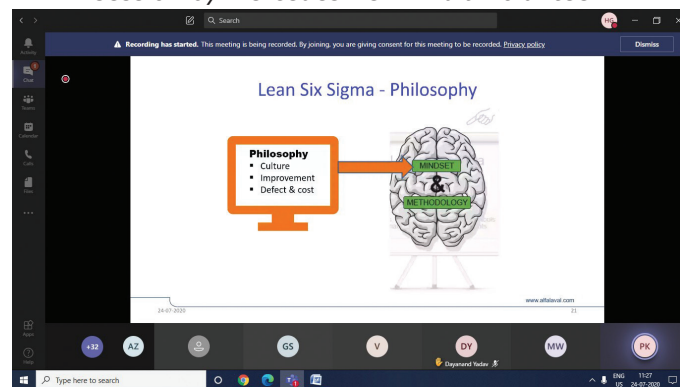 Search
HG
Recording has started. This meeting is being recorded. By joining, you are giving consent for this meeting to be recorded. Privacy policy
Dismiss
Activity
1
Chat
Teams
Calendar
Calls
Files
Apps
Help
Lean Six Sigma - Philosophy
Philosophy
▪ Culture
▪ Improvement
▪ Defect & cost
MINDSET
&
METHODOLOGY
www.alfalaval.com
24-07-2020
21
+32
AZ
GS
V
DY
MW
PK
Dayanand Yadav
Type here to search
ENG
US
11:27
24-07-2020